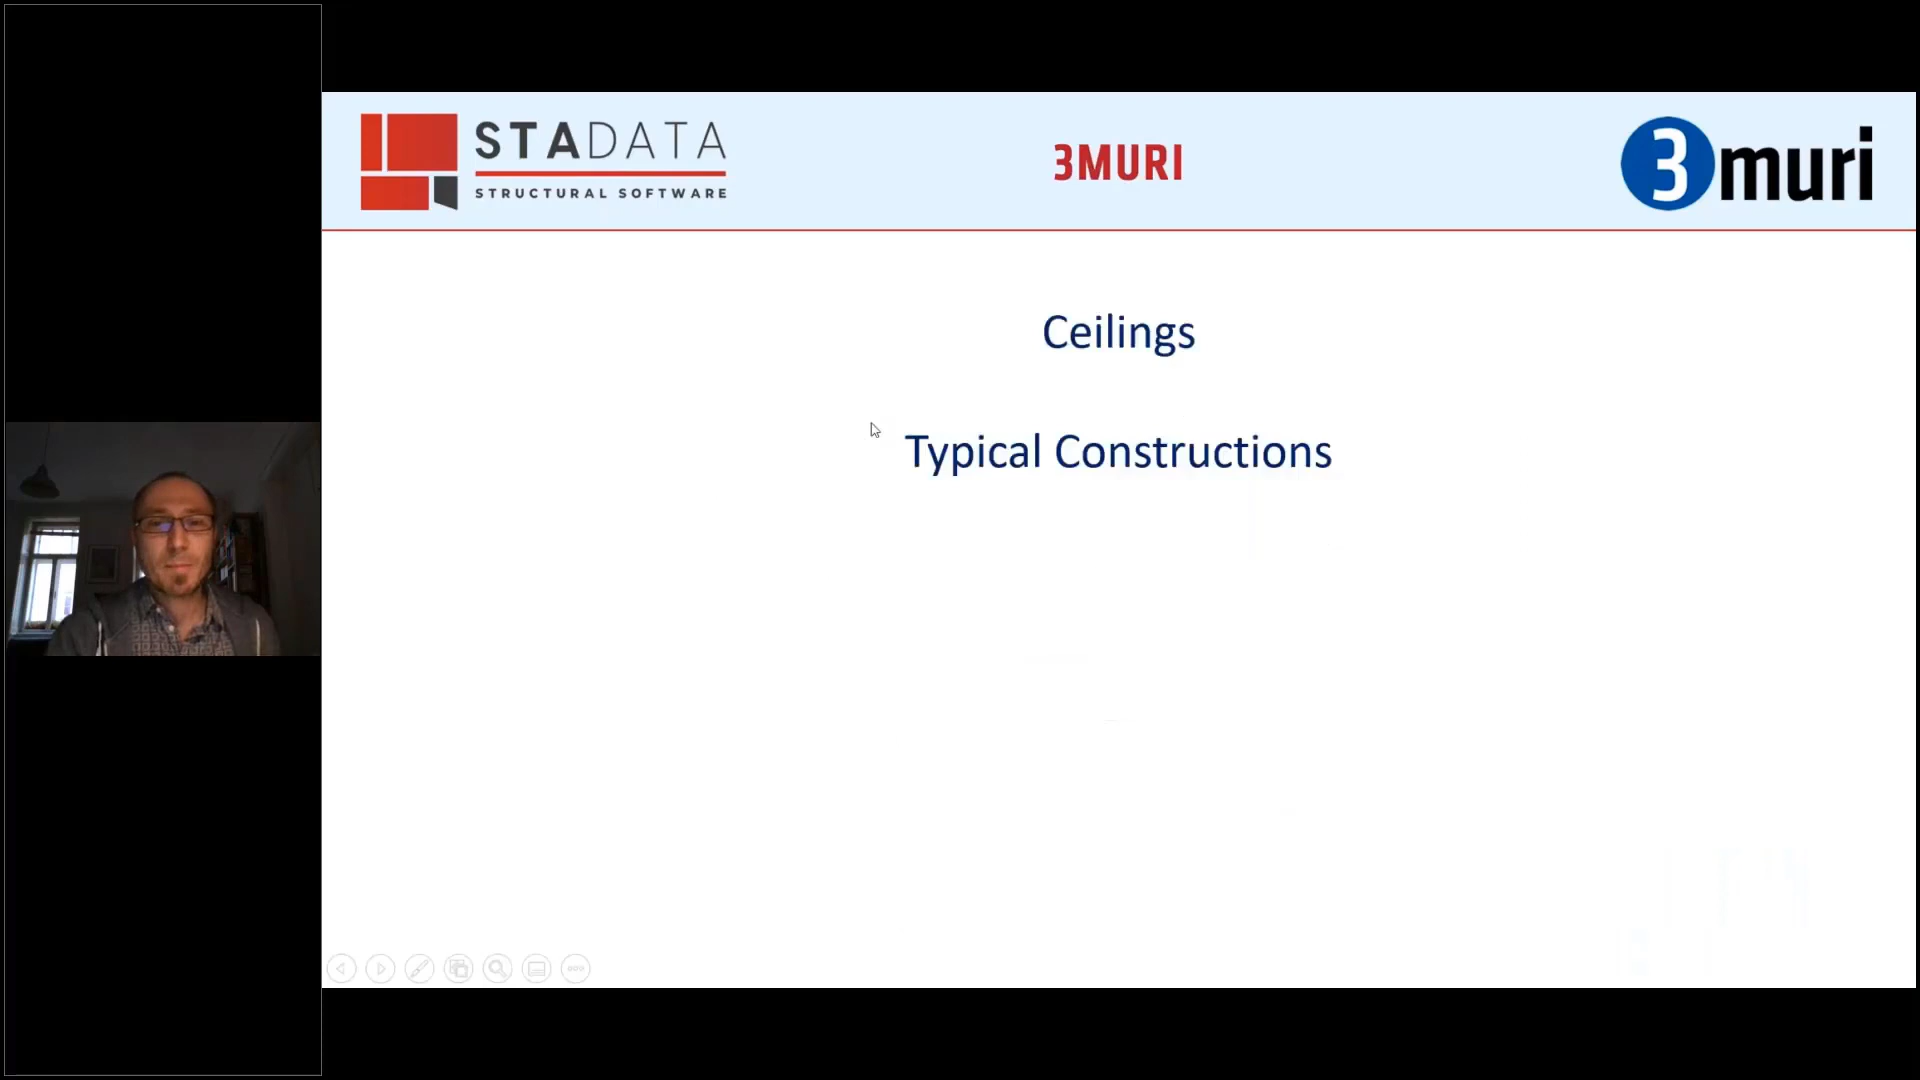 STADATA
STRUCTURAL SOFTWARE
3MURI
3muri
Ceilings
Typical Constructions